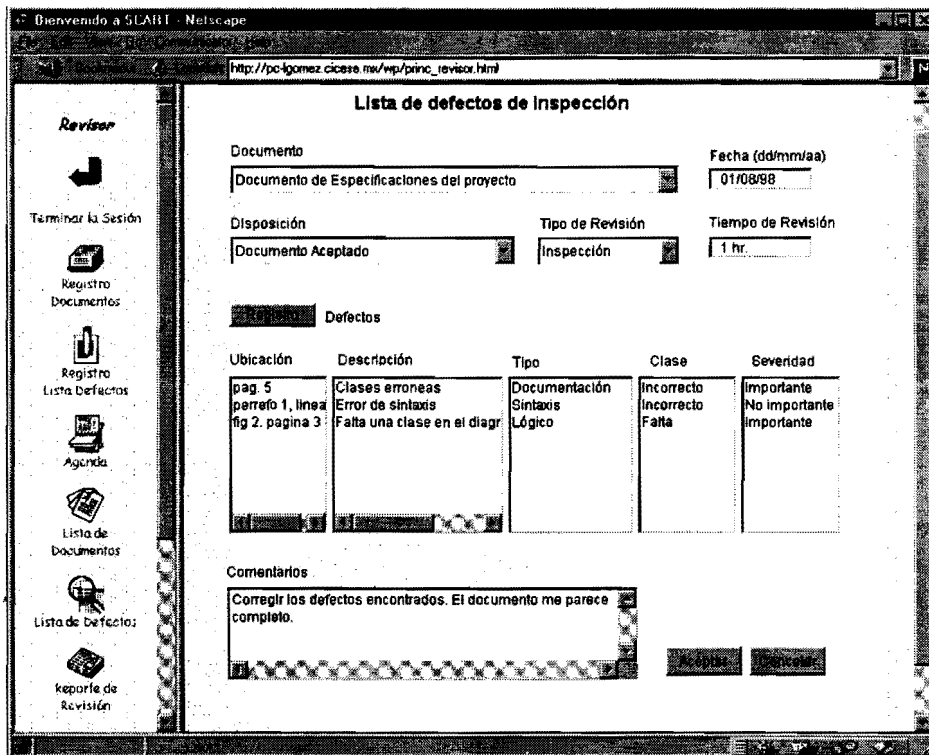 Bienvenido a SCART - Netscape
http://pc-lgomez.cicese.mx/wp/princ_revisor.html
Revisor
Terminar la Sesión
Registro
Documentos
Registro
Lista Defectos
Agenda
Lista de
Documentos
Lista de Defectos
Reporte de
Revisión
Lista de defectos de inspección
Documento
Fecha (dd/mm/aa)
Documento de Especificaciones del proyecto
01/08/98
Disposición
Tipo de Revisión
Tiempo de Revisión
Documento Aceptado
Inspección
1 hr.
Registro
Defectos
Ubicación Descripción Tipo Clase Severidad
pag. 5 Clases erroneas Documentación Incorrecto Importante
perrefo 1, linea Error de sintaxis Sintaxis Incorrecto No importante
fig 2. pagina 3 Falta una clase en el diagr Lógico Falta Importante
Comentarios
Corregir los defectos encontrados. El documento me parece
completo.
Aceptar Cancelar